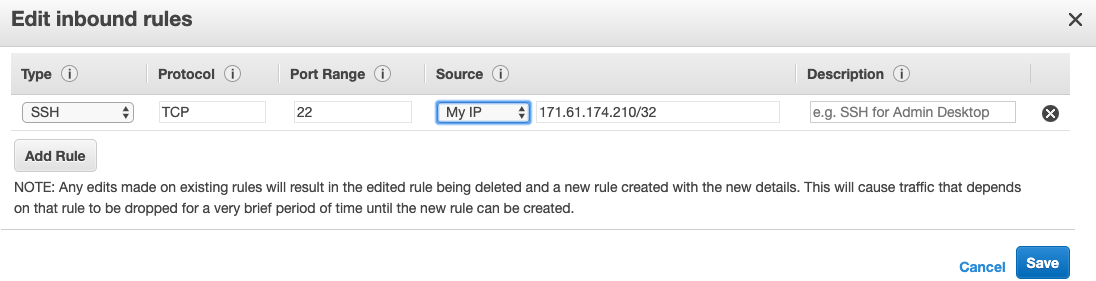 Edit inbound rules
Type Protocol Port Range Source Description
SSH TCP 22 My IP 171.61.174.210/32 e.g. SSH for Admin Desktop
Add Rule
NOTE: Any edits made on existing rules will result in the edited rule being deleted and a new rule created with the new details. This will cause traffic that depends
on that rule to be dropped for a very brief period of time until the new rule can be created.
Cancel Save